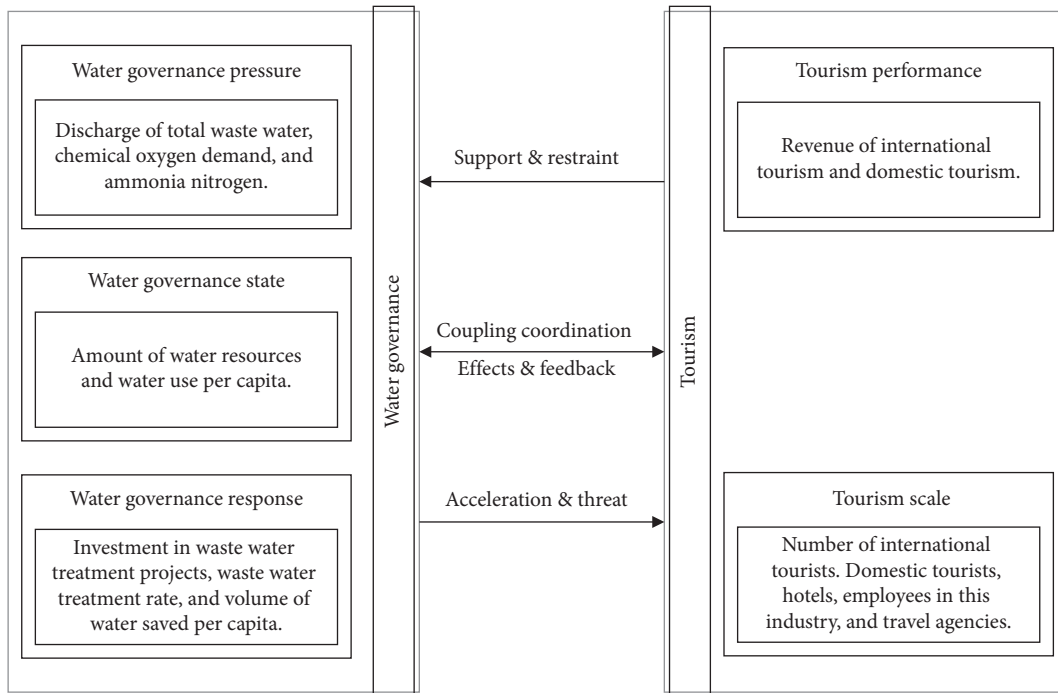 Water governance pressure
Discharge of total waste water,
chemical oxygen demand, and
ammonia nitrogen.
Water governance state
Amount of water resources
and water use per capita.
Water governance response
Investment in waste water
treatment projects, waste water
treatment rate, and volume of
water saved per capita.
Water governance
Support & restraint
Coupling coordination
Effects & feedback
Acceleration & threat
Tourism
Tourism performance
Revenue of international
tourism and domestic tourism.
Tourism scale
Number of international
tourists. Domestic tourists,
hotels, employees in this
industry, and travel agencies.